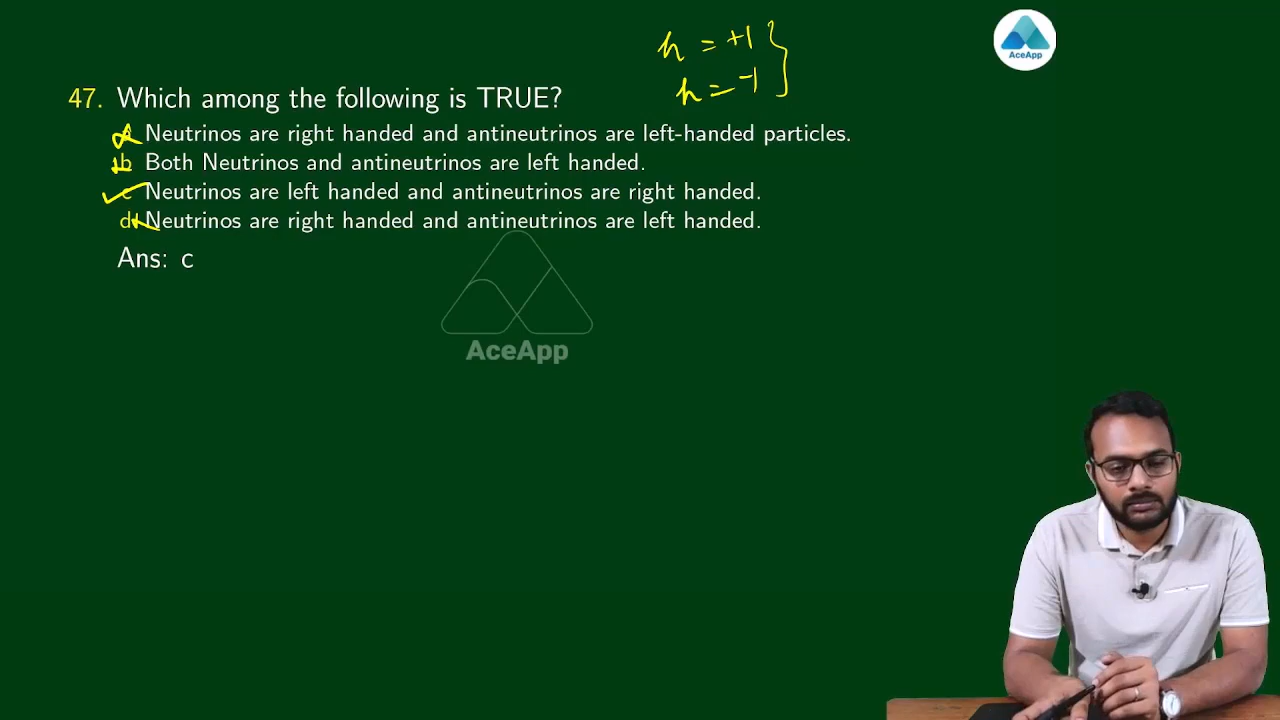 h = +1
h = -1
AceApp
47. Which among the following is TRUE?
a Neutrinos are right handed and antineutrinos are left-handed particles.
b Both Neutrinos and antineutrinos are left handed.
c Neutrinos are left handed and antineutrinos are right handed.
d Neutrinos are right handed and antineutrinos are left handed.
Ans: c
AceApp